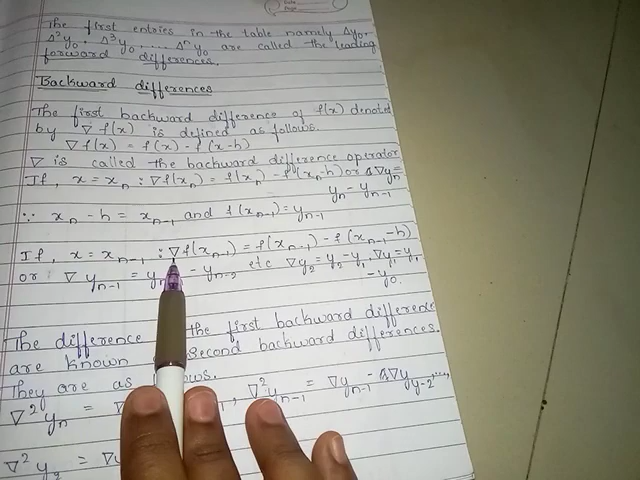 The first entries in the table namely Δy₀,
Δ²y₀, Δ³y₀ ..... Δⁿy₀ are called the leading
forward differences.
Backward differences
The first backward difference of f(x) denoted
by ∇ f(x) is defined as follows.
∇ f(x) = f(x) - f(x-h)
∇ is called the backward difference operator
If, x = xₙ : ∇f(xₙ) = f(xₙ) - f(xₙ-h) or ∇yₙ =
yₙ - yₙ₋₁
∵ xₙ - h = xₙ₋₁ and f(xₙ₋₁) = yₙ₋₁
If, x = xₙ₋₁ : ∇f(xₙ₋₁) = f(xₙ₋₁) - f(xₙ₋₁-h)
or : ∇ yₙ₋₁ = yₙ₋₁ - yₙ₋₂ etc ∇y₂ = y₂-y₁, ∇y₁ = y₁
- y₀.
The difference the first backward difference
are known second backward differences.
They are as
∇² yₙ = , ∇²yₙ₋₁ = ∇yₙ₋₁ - ∇y y-2 ....,
∇² y₂ = ∇y